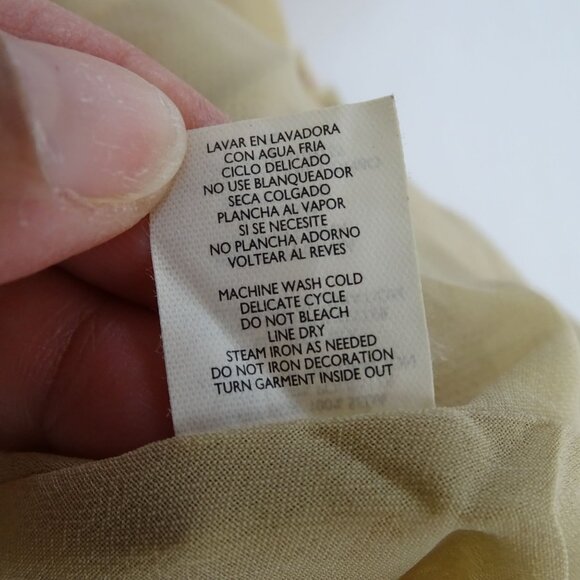 LAVAR EN LAVADORA
CON AGUA FRIA
CICLO DELICADO
NO USE BLANQUEADOR
SECA COLGADO
PLANCHA AL VAPOR
SI SE NECESITE
NO PLANCHA ADORNO
VOLTEAR AL REVES
MACHINE WASH COLD
DELICATE CYCLE
DO NOT BLEACH
LINE DRY
STEAM IRON AS NEEDED
DO NOT IRON DECORATION
TURN GARMENT INSIDE OUT